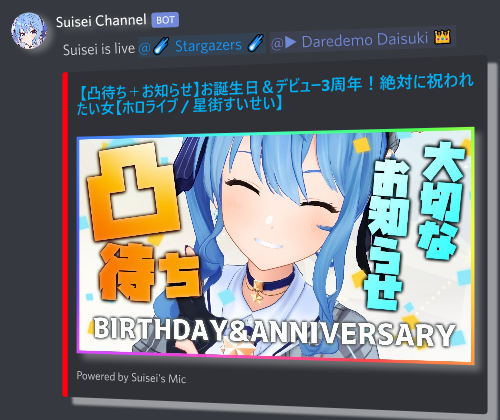 Suisei Channel BOT
Suisei is live @☄ Stargazers ☄ @▶ Daredemo Daisuki 👑
【凸待ち＋お知らせ】お誕生日＆デビュー3周年！絶対に祝われ
たい女【ホロライブ / 星街すいせい】
凸
待ち
大切な
お知らせ
BIRTHDAY&ANNIVERSARY
Powered by Suisei's Mic